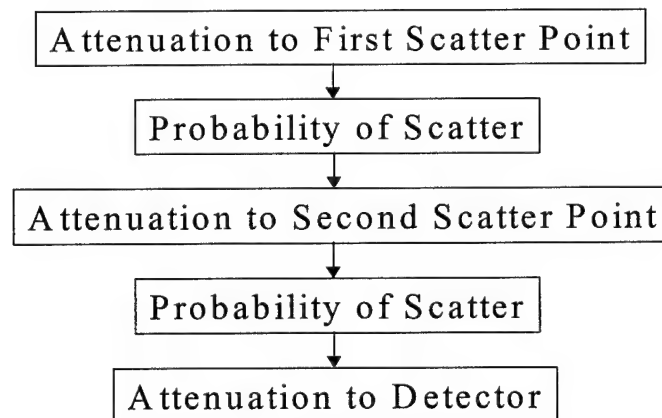 Attenuation to First Scatter Point
Probability of Scatter
Attenuation to Second Scatter Point
Probability of Scatter
Attenuation to Detector